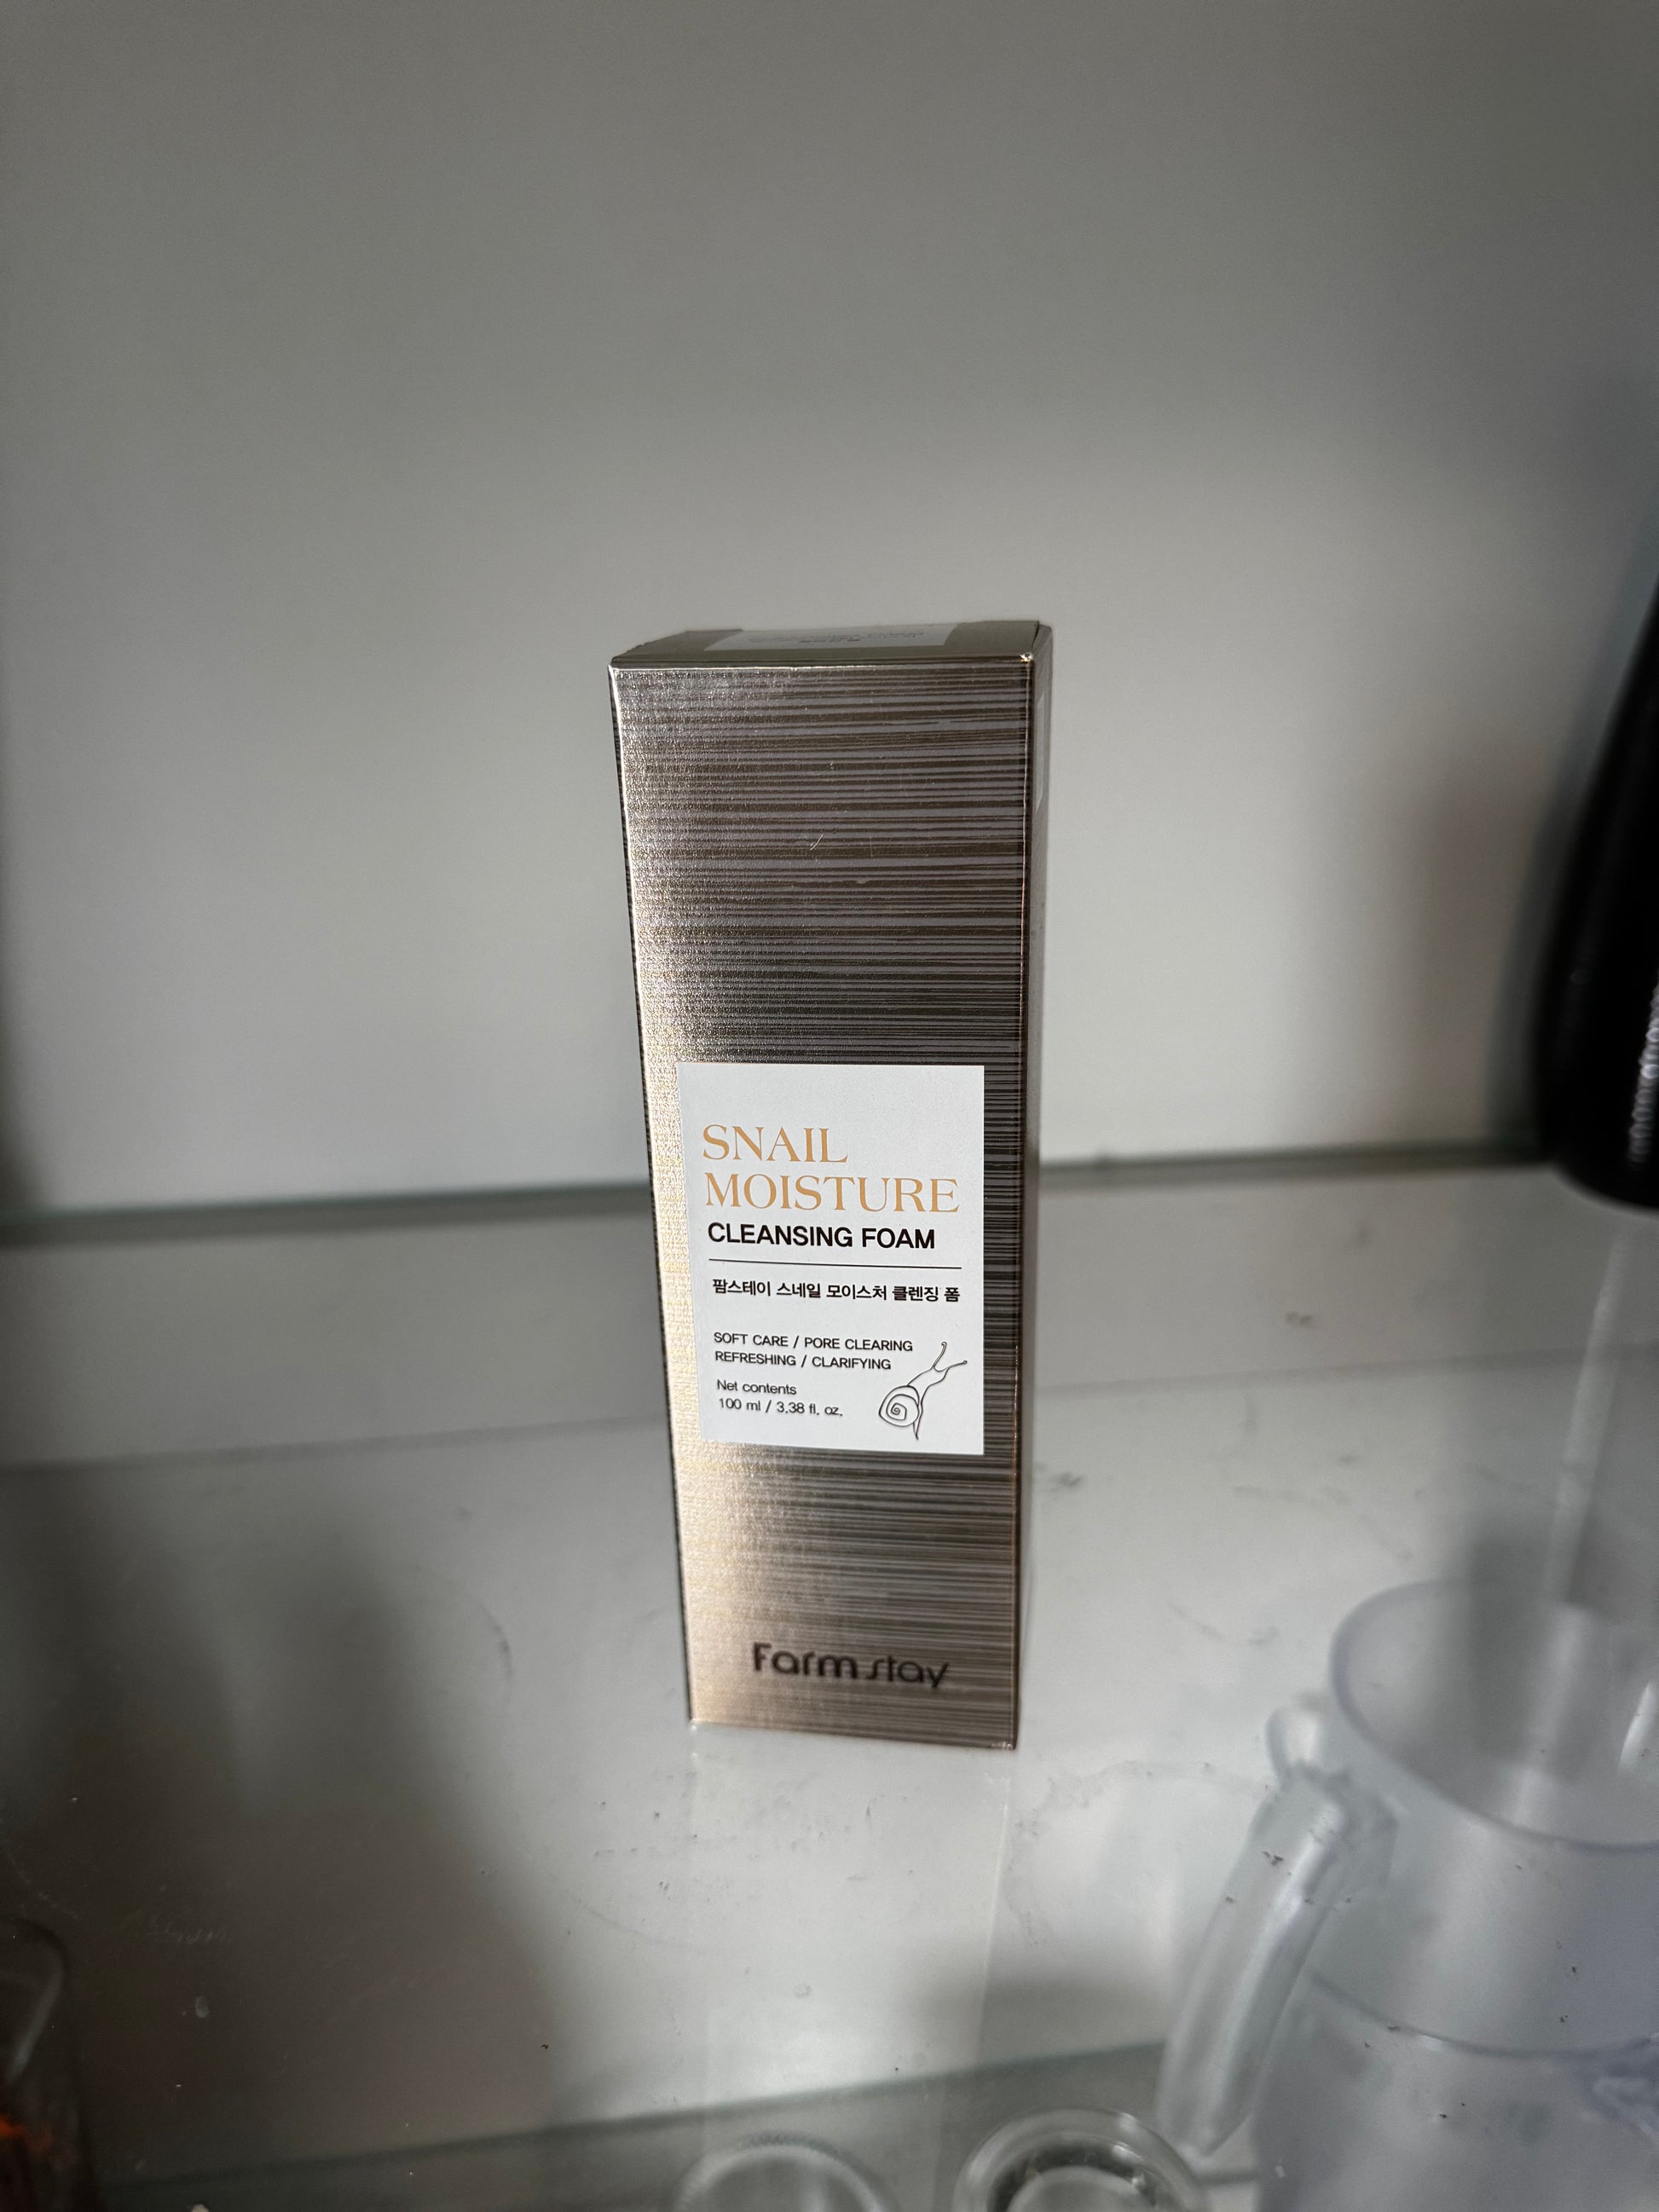 SNAIL
MOISTURE
CLEANSING FOAM
팜스테이 스네일 모이스처 클렌징 폼
SOFT CARE / PORE CLEARING
REFRESHING / CLARIFYING
Net contents
100 ml / 3.38 fl. oz.
Farm stay